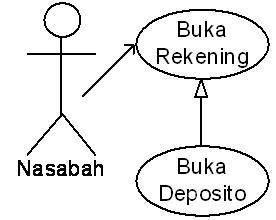 Buka
Rekening
Nasabah
Buka
Deposito